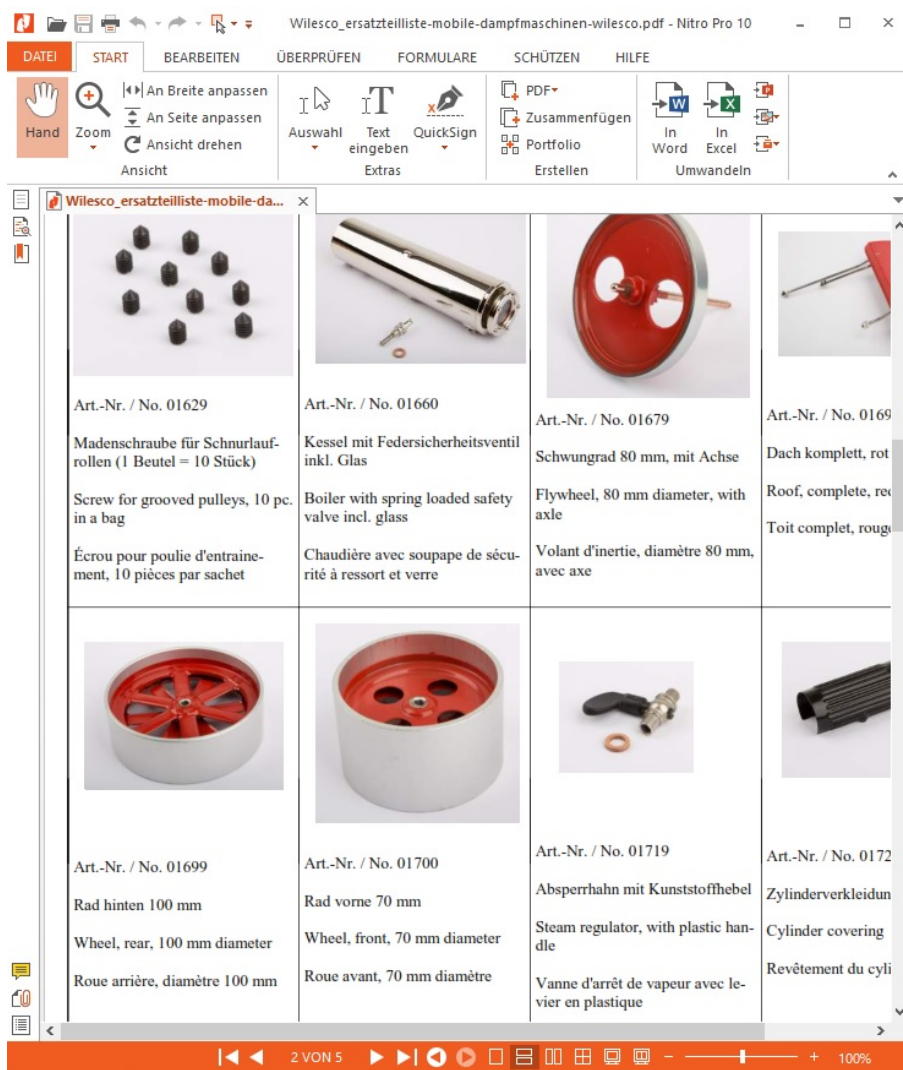 Wilesco_ersatzteilliste-mobile-dampfmaschinen-wilesco.pdf - Nitro Pro 10
DATEI START BEARBEITEN ÜBERPRÜFEN FORMULARE SCHÜTZEN HILFE
Hand
Zoom
An Breite anpassen
An Seite anpassen
Ansicht drehen
Ansicht
Auswahl
Text
eingeben
QuickSign
Extras
PDF
Zusammenfügen
Portfolio
Erstellen
In
Word
In
Excel
Umwandeln
Wilesco_ersatzteilliste-mobile-da...
Art.-Nr. / No. 01629
Madenschraube für Schnurlauf-
rollen (1 Beutel = 10 Stück)
Screw for grooved pulleys, 10 pc.
in a bag
Écrou pour poulie d'entraine-
ment, 10 pièces par sachet
Art.-Nr. / No. 01660
Kessel mit Federsicherheitsventil
inkl. Glas
Boiler with spring loaded safety
valve incl. glass
Chaudière avec soupape de sécu-
rité à ressort et verre
Art.-Nr. / No. 01679
Schwungrad 80 mm, mit Achse
Flywheel, 80 mm diameter, with
axle
Volant d'inertie, diamètre 80 mm,
avec axe
Art.-Nr. / No. 0169
Dach komplett, rot
Roof, complete, re
Toit complet, roug
Art.-Nr. / No. 01699
Rad hinten 100 mm
Wheel, rear, 100 mm diameter
Roue arrière, diamètre 100 mm
Art.-Nr. / No. 01700
Rad vorne 70 mm
Wheel, front, 70 mm diameter
Roue avant, 70 mm diamètre
Art.-Nr. / No. 01719
Absperrhahn mit Kunststoffhebel
Steam regulator, with plastic han-
dle
Vanne d'arrêt de vapeur avec le-
vier en plastique
Art.-Nr. / No. 0172
Zylinderverkleidun
Cylinder covering
Revêtement du cyli
2 VON 5
100%